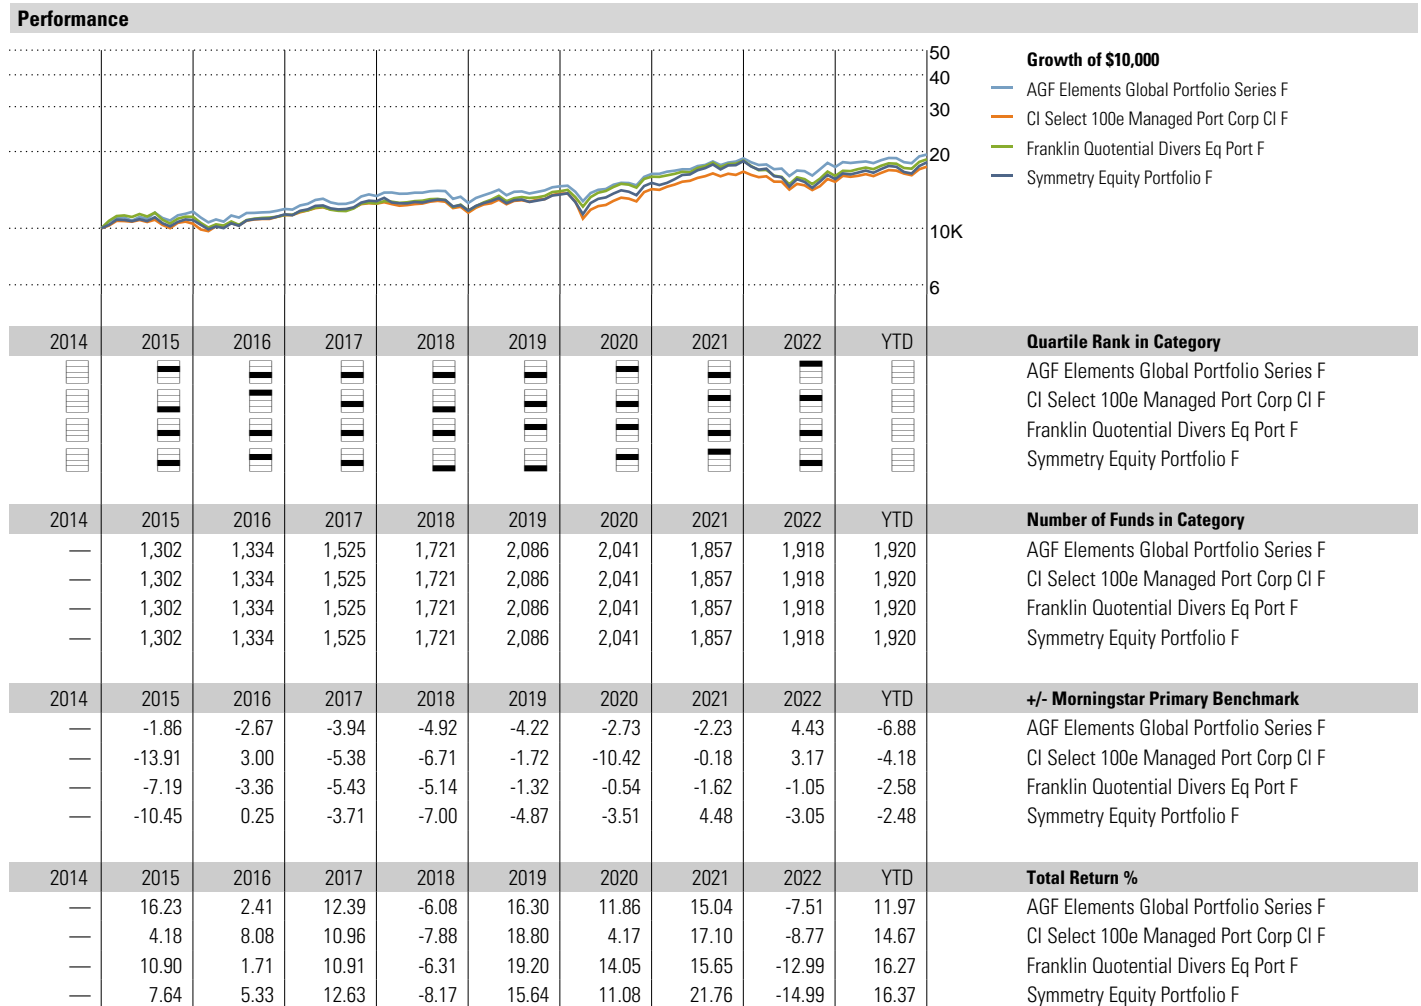 Performance
50
40
30
20
10K
6
Growth of $10,000
AGF Elements Global Portfolio Series F
CI Select 100e Managed Port Corp Cl F
Franklin Quotential Divers Eq Port F
Symmetry Equity Portfolio F
2014 2015 2016 2017 2018 2019 2020 2021 2022 YTD Quartile Rank in Category
AGF Elements Global Portfolio Series F
CI Select 100e Managed Port Corp Cl F
Franklin Quotential Divers Eq Port F
Symmetry Equity Portfolio F
2014 2015 2016 2017 2018 2019 2020 2021 2022 YTD Number of Funds in Category
— 1,302 1,334 1,525 1,721 2,086 2,041 1,857 1,918 1,920 AGF Elements Global Portfolio Series F
— 1,302 1,334 1,525 1,721 2,086 2,041 1,857 1,918 1,920 CI Select 100e Managed Port Corp Cl F
— 1,302 1,334 1,525 1,721 2,086 2,041 1,857 1,918 1,920 Franklin Quotential Divers Eq Port F
— 1,302 1,334 1,525 1,721 2,086 2,041 1,857 1,918 1,920 Symmetry Equity Portfolio F
2014 2015 2016 2017 2018 2019 2020 2021 2022 YTD +/- Morningstar Primary Benchmark
— -1.86 -2.67 -3.94 -4.92 -4.22 -2.73 -2.23 4.43 -6.88 AGF Elements Global Portfolio Series F
— -13.91 3.00 -5.38 -6.71 -1.72 -10.42 -0.18 3.17 -4.18 CI Select 100e Managed Port Corp Cl F
— -7.19 -3.36 -5.43 -5.14 -1.32 -0.54 -1.62 -1.05 -2.58 Franklin Quotential Divers Eq Port F
— -10.45 0.25 -3.71 -7.00 -4.87 -3.51 4.48 -3.05 -2.48 Symmetry Equity Portfolio F
2014 2015 2016 2017 2018 2019 2020 2021 2022 YTD Total Return %
— 16.23 2.41 12.39 -6.08 16.30 11.86 15.04 -7.51 11.97 AGF Elements Global Portfolio Series F
— 4.18 8.08 10.96 -7.88 18.80 4.17 17.10 -8.77 14.67 CI Select 100e Managed Port Corp Cl F
— 10.90 1.71 10.91 -6.31 19.20 14.05 15.65 -12.99 16.27 Franklin Quotential Divers Eq Port F
— 7.64 5.33 12.63 -8.17 15.64 11.08 21.76 -14.99 16.37 Symmetry Equity Portfolio F